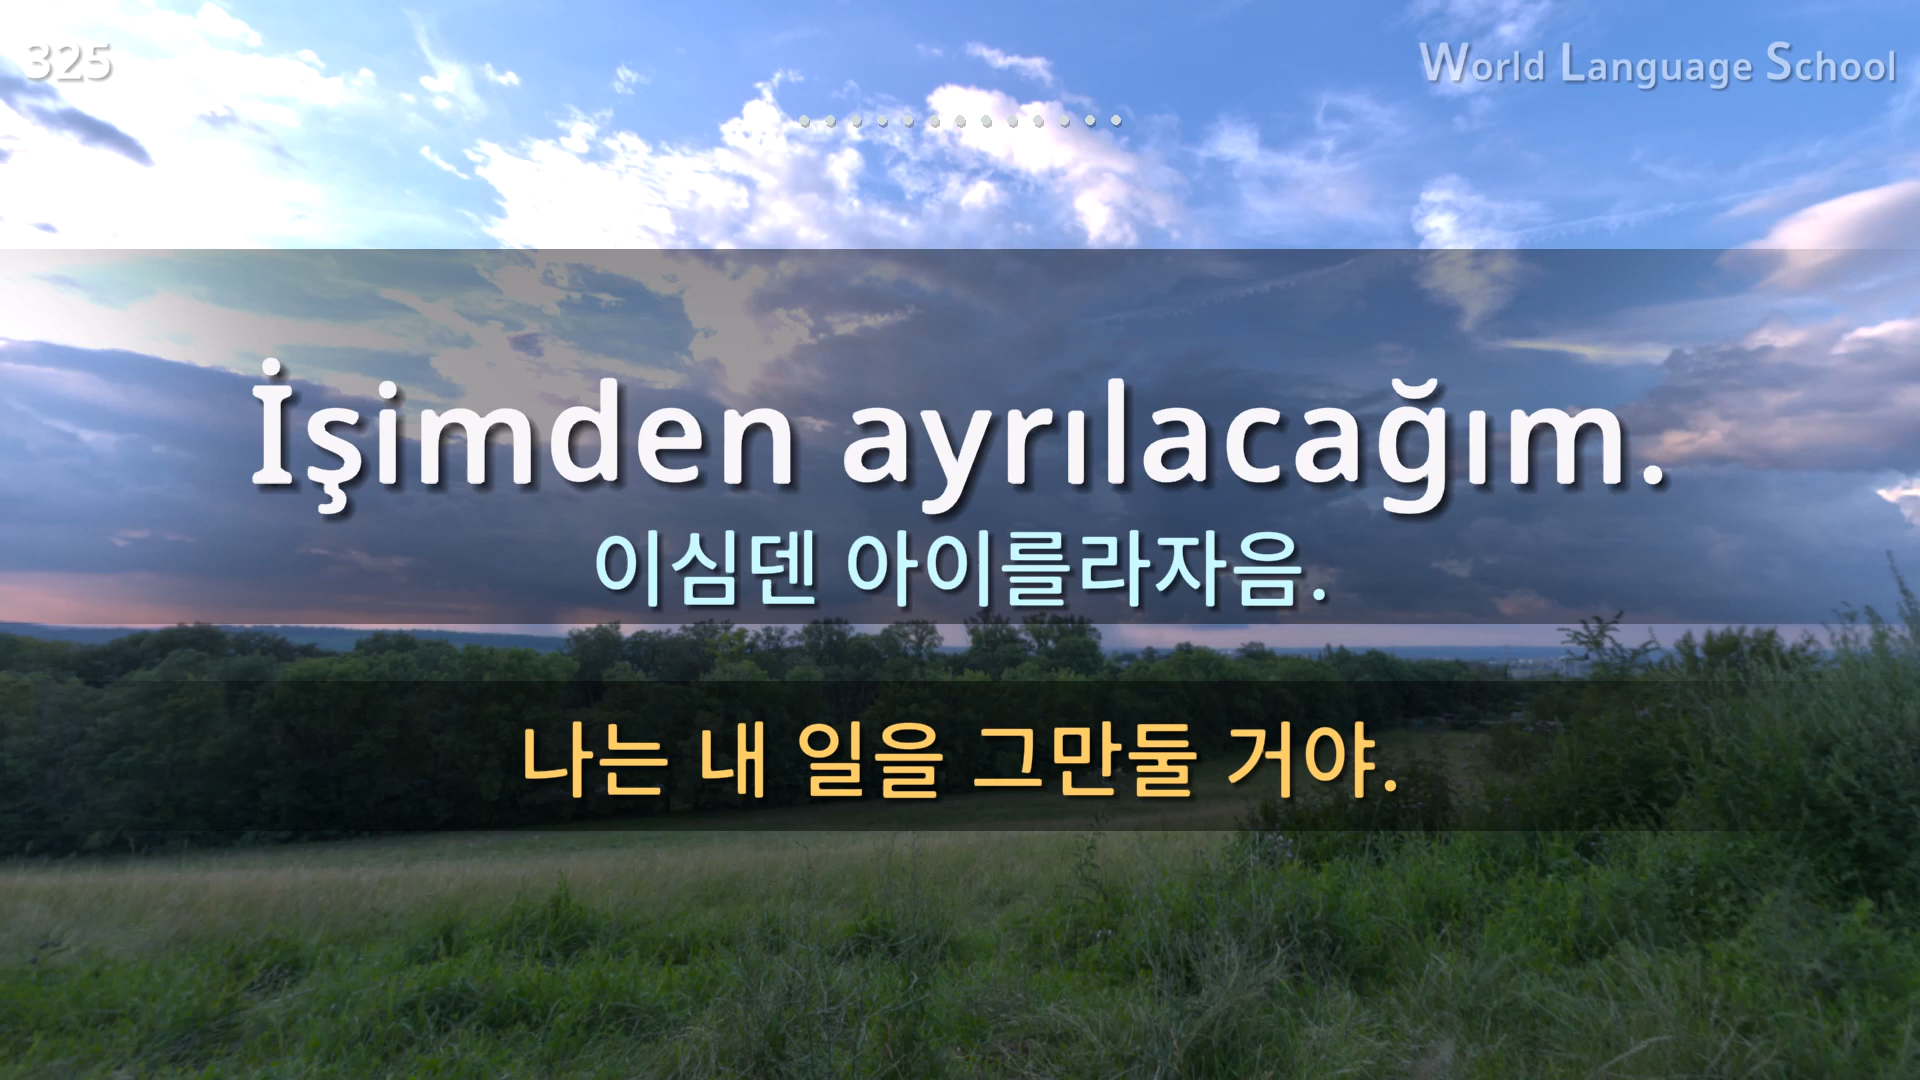 325
World Language School
İşimden ayrılacağım.
이심덴 아이를라자음.
나는 내 일을 그만둘 거야.